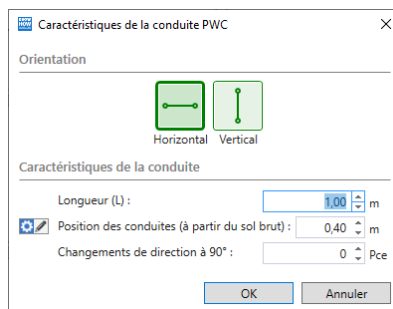 Caractéristiques de la conduite PWC
Orientation
Horizontal Vertical
Caractéristiques de la conduite
Longueur (L) : 1,00 m
Position des conduites (à partir du sol brut) : 0,40 m
Changements de direction à 90° : 0 Pce
OK Annuler